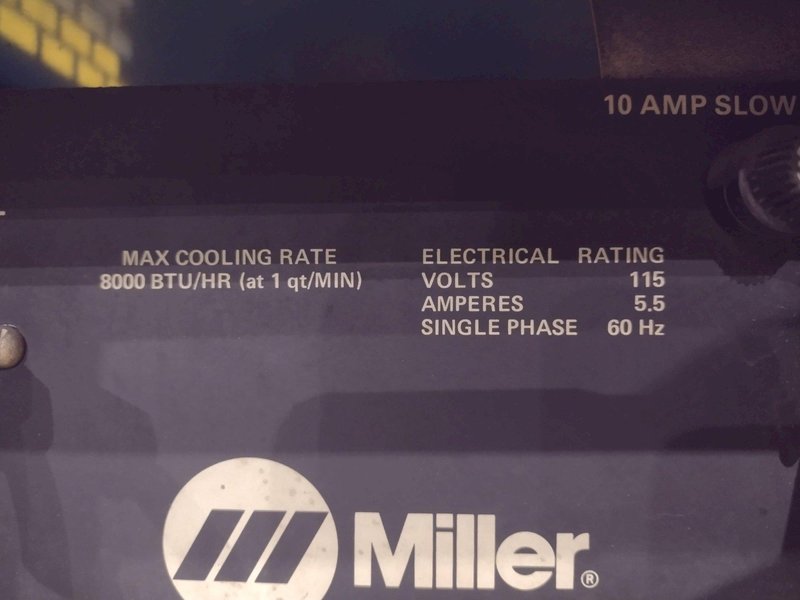 10 AMP SLOW
MAX COOLING RATE
8000 BTU/HR (at 1 qt/MIN)
ELECTRICAL RATING
VOLTS 115
AMPERES 5.5
SINGLE PHASE 60 Hz
Miller®